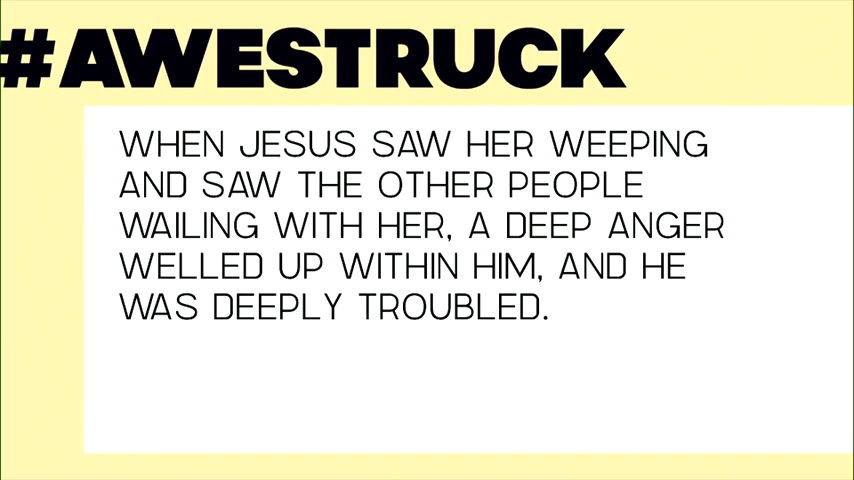 #AWESTRUCK
WHEN JESUS SAW HER WEEPING
AND SAW THE OTHER PEOPLE
WAILING WITH HER, A DEEP ANGER
WELLED UP WITHIN HIM, AND HE
WAS DEEPLY TROUBLED.